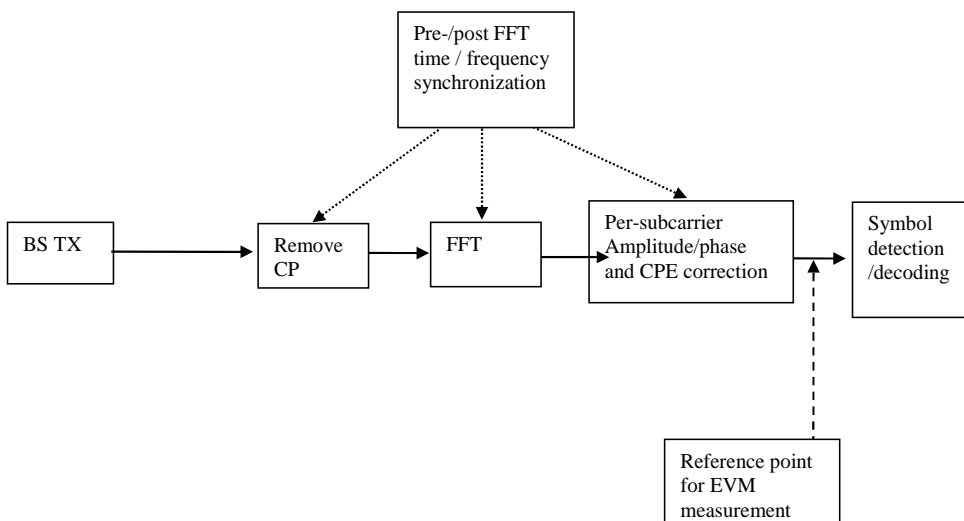 Pre-/post FFT
time / frequency
synchronization
BS TX
Remove
CP
FFT
Per-subcarrier
Amplitude/phase
and CPE correction
Symbol
detection
/decoding
Reference point
for EVM
measurement